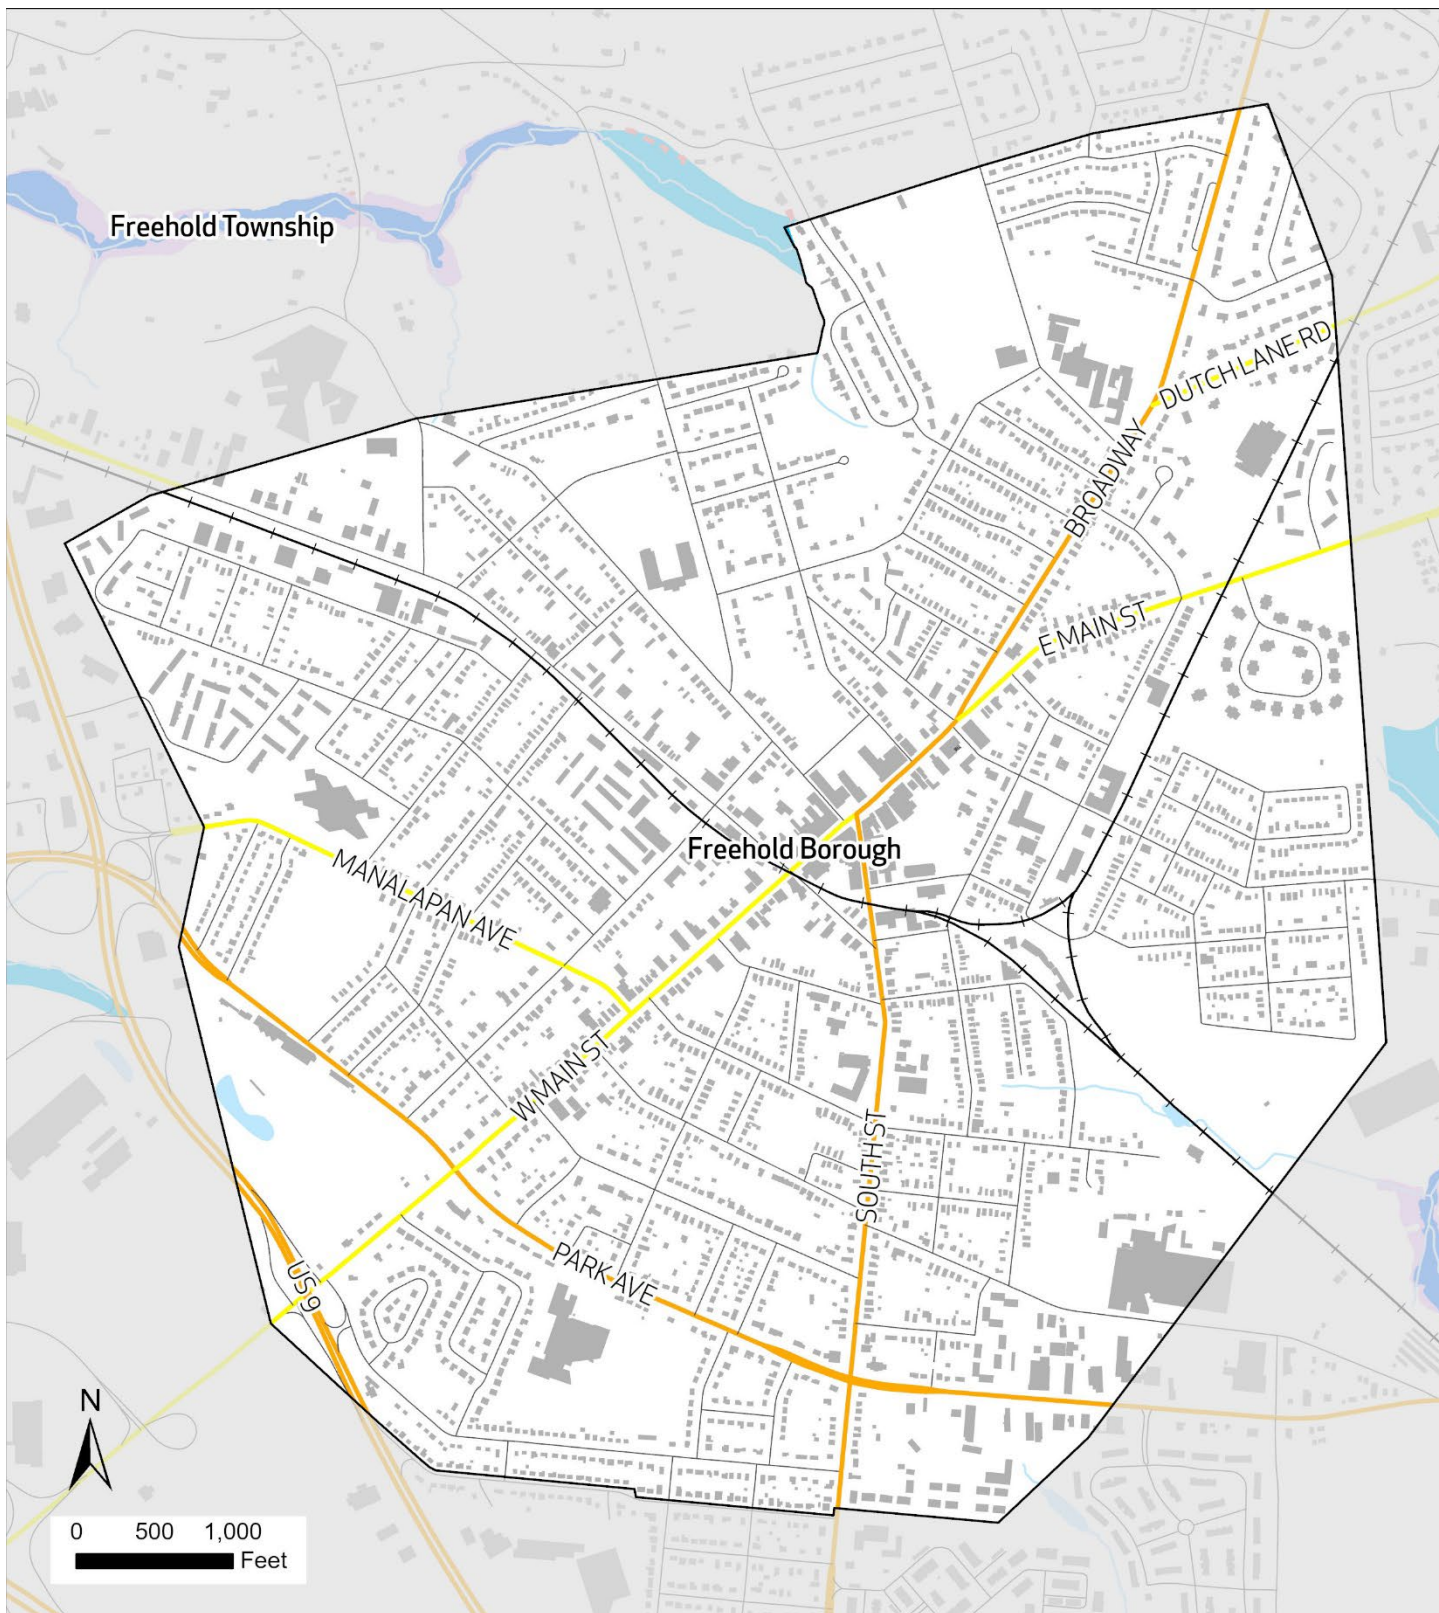 Freehold Township
DUTCH LANE RD
BROADWAY
E MAIN ST
Freehold Borough
MANALAPAN AVE
W MAIN ST
SOUTH ST
PARK AVE
US 9
N
0 500 1,000
Feet